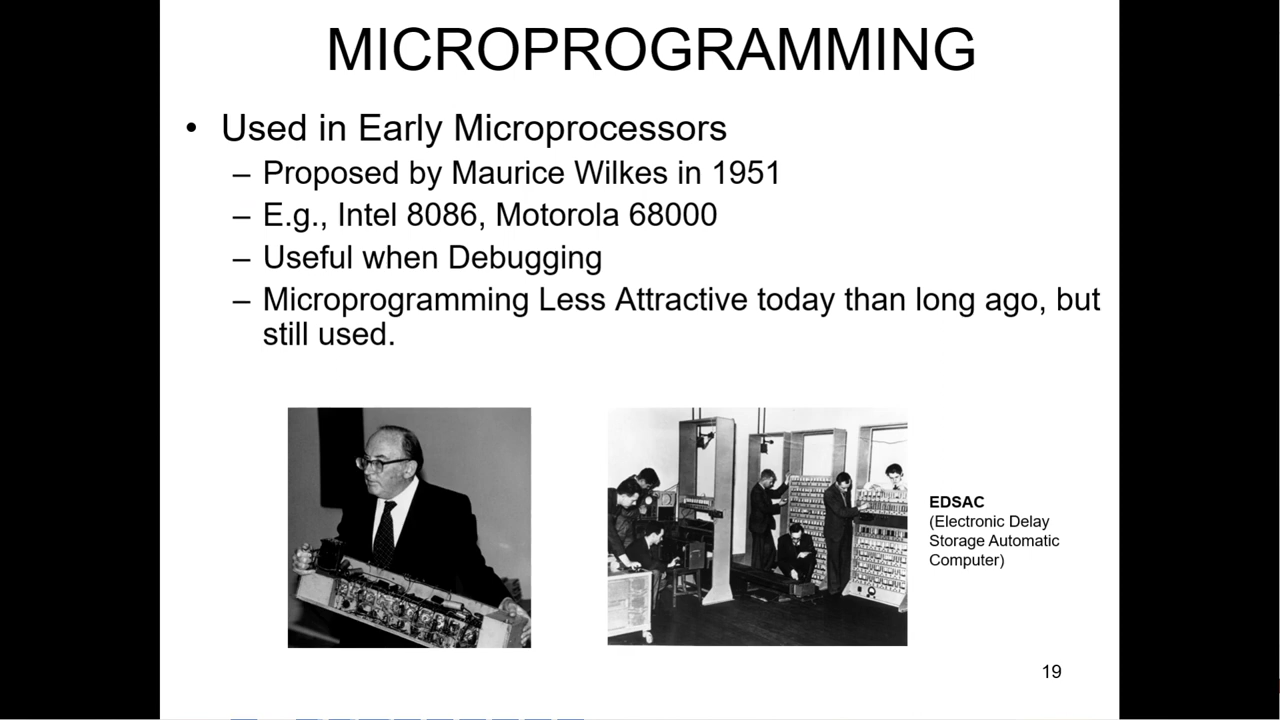 MICROPROGRAMMING
• Used in Early Microprocessors
– Proposed by Maurice Wilkes in 1951
– E.g., Intel 8086, Motorola 68000
– Useful when Debugging
– Microprogramming Less Attractive today than long ago, but
still used.
EDSAC
(Electronic Delay
Storage Automatic
Computer)
19